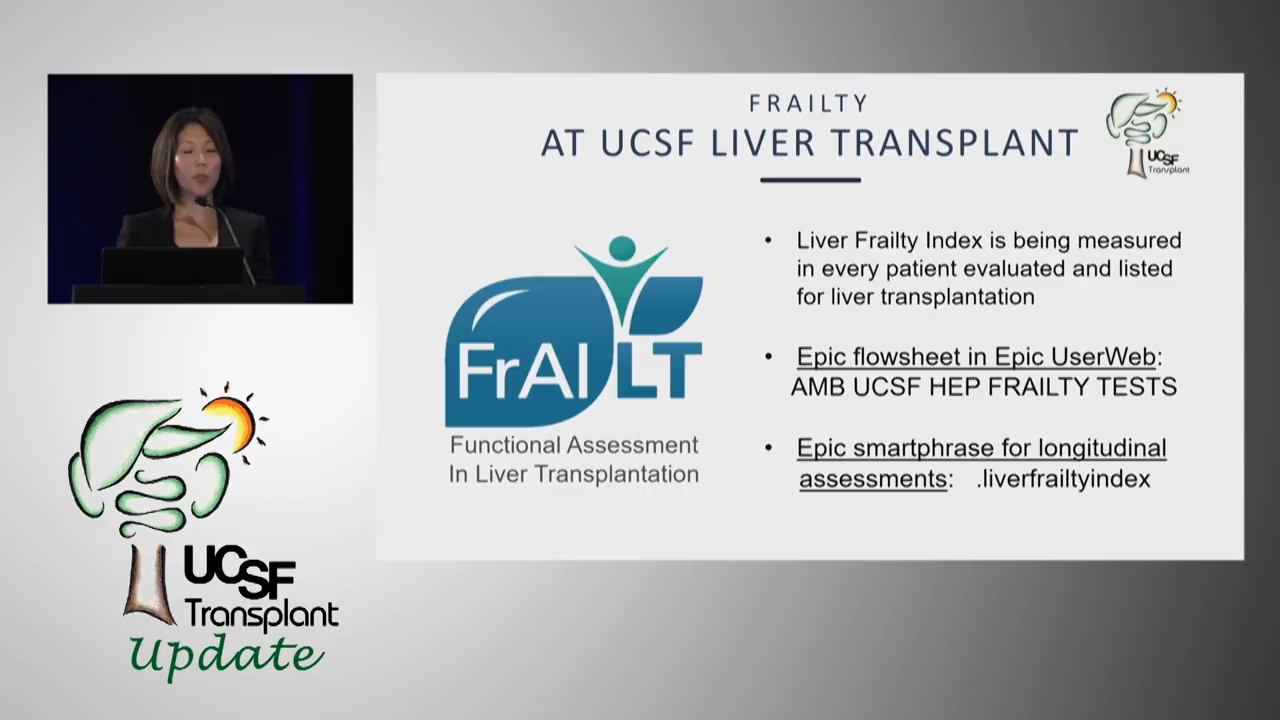 FRAILTY
AT UCSF LIVER TRANSPLANT
UCSF
Transplant
FrAILT
Functional Assessment
In Liver Transplantation
• Liver Frailty Index is being measured
in every patient evaluated and listed
for liver transplantation
• Epic flowsheet in Epic UserWeb:
AMB UCSF HEP FRAILTY TESTS
• Epic smartphrase for longitudinal
assessments: .liverfrailtyindex
UCSF
Transplant
Update